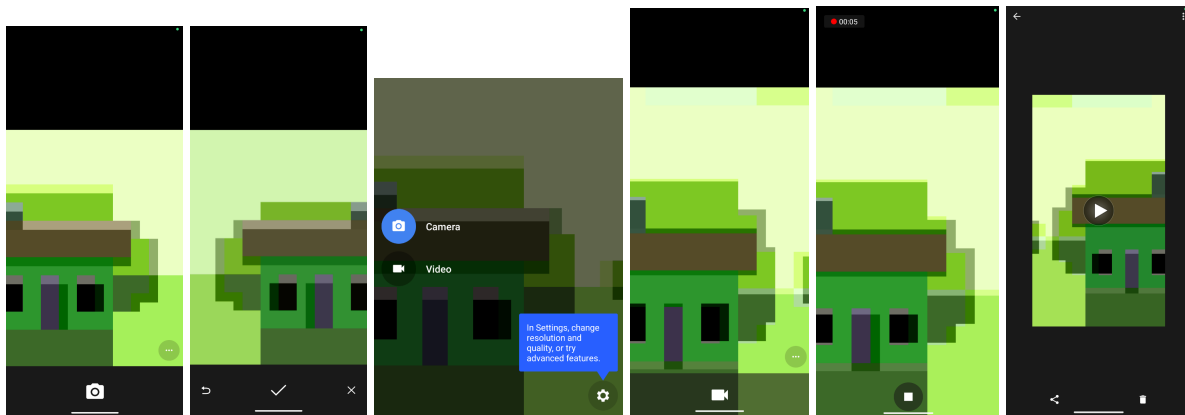 Camera
Video
In Settings, change
resolution and
quality, or try
advanced features.
00:05